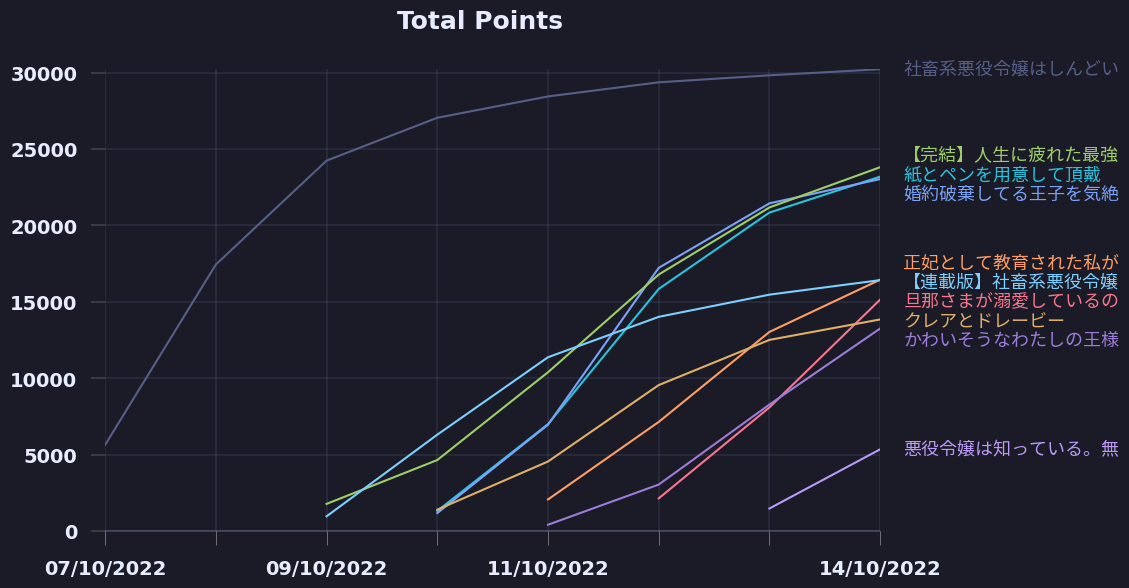 Total Points
30000
25000
20000
15000
10000
5000
0
07/10/2022
09/10/2022
11/10/2022
14/10/2022
社畜系悪役令嬢はしんどい
【完結】人生に疲れた最強
紙とペンを用意して頂戴
婚約破棄してる王子を気絶
正妃として教育された私が
【連載版】社畜系悪役令嬢
旦那さまが溺愛しているの
クレアとドレービー
かわいそうなわたしの王様
悪役令嬢は知っている。無